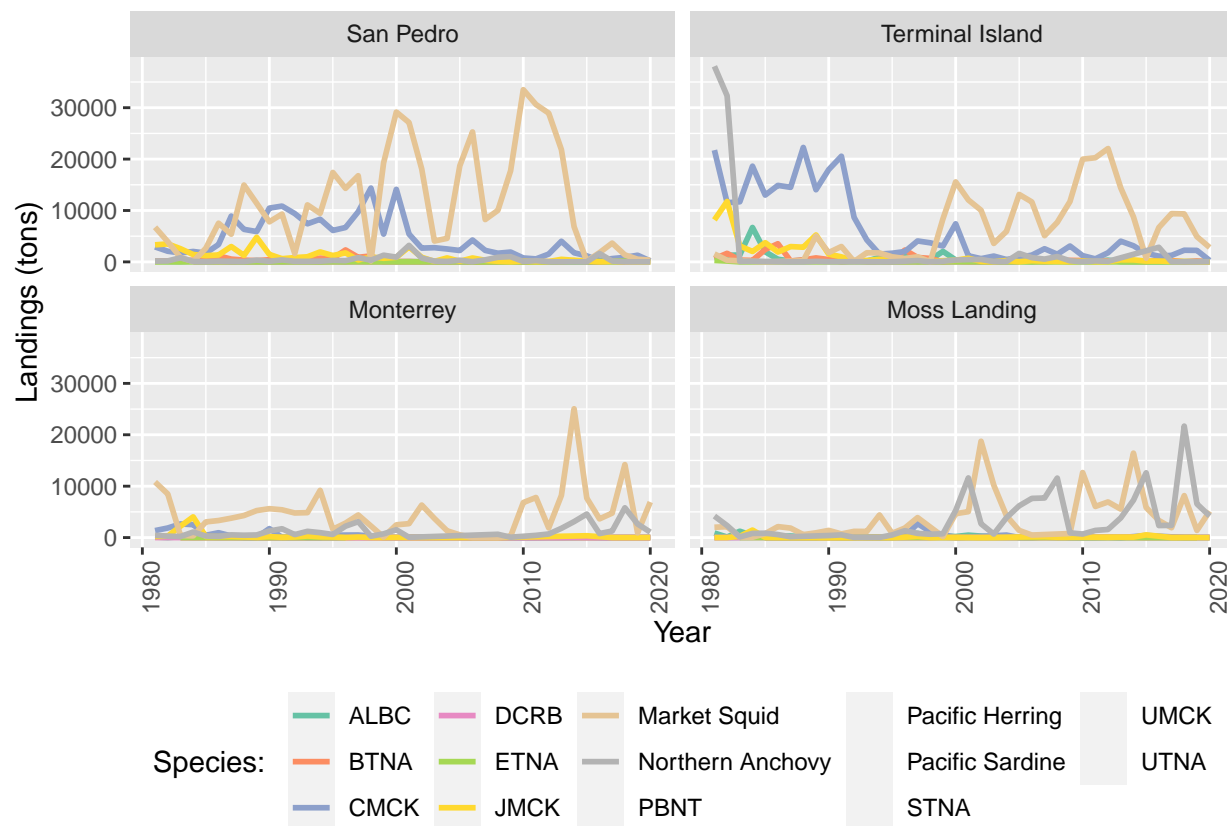 San Pedro
Terminal Island
30000
20000
10000
0
Monterrey
Moss Landing
30000
20000
10000
0
1980
1990
2000
2010
2020
1980
1990
2000
2010
2020
Landings (tons)
Year
Species:
ALBC
BTNA
CMCK
DCRB
ETNA
JMCK
Market Squid
Northern Anchovy
PBNT
Pacific Herring
Pacific Sardine
STNA
UMCK
UTNA